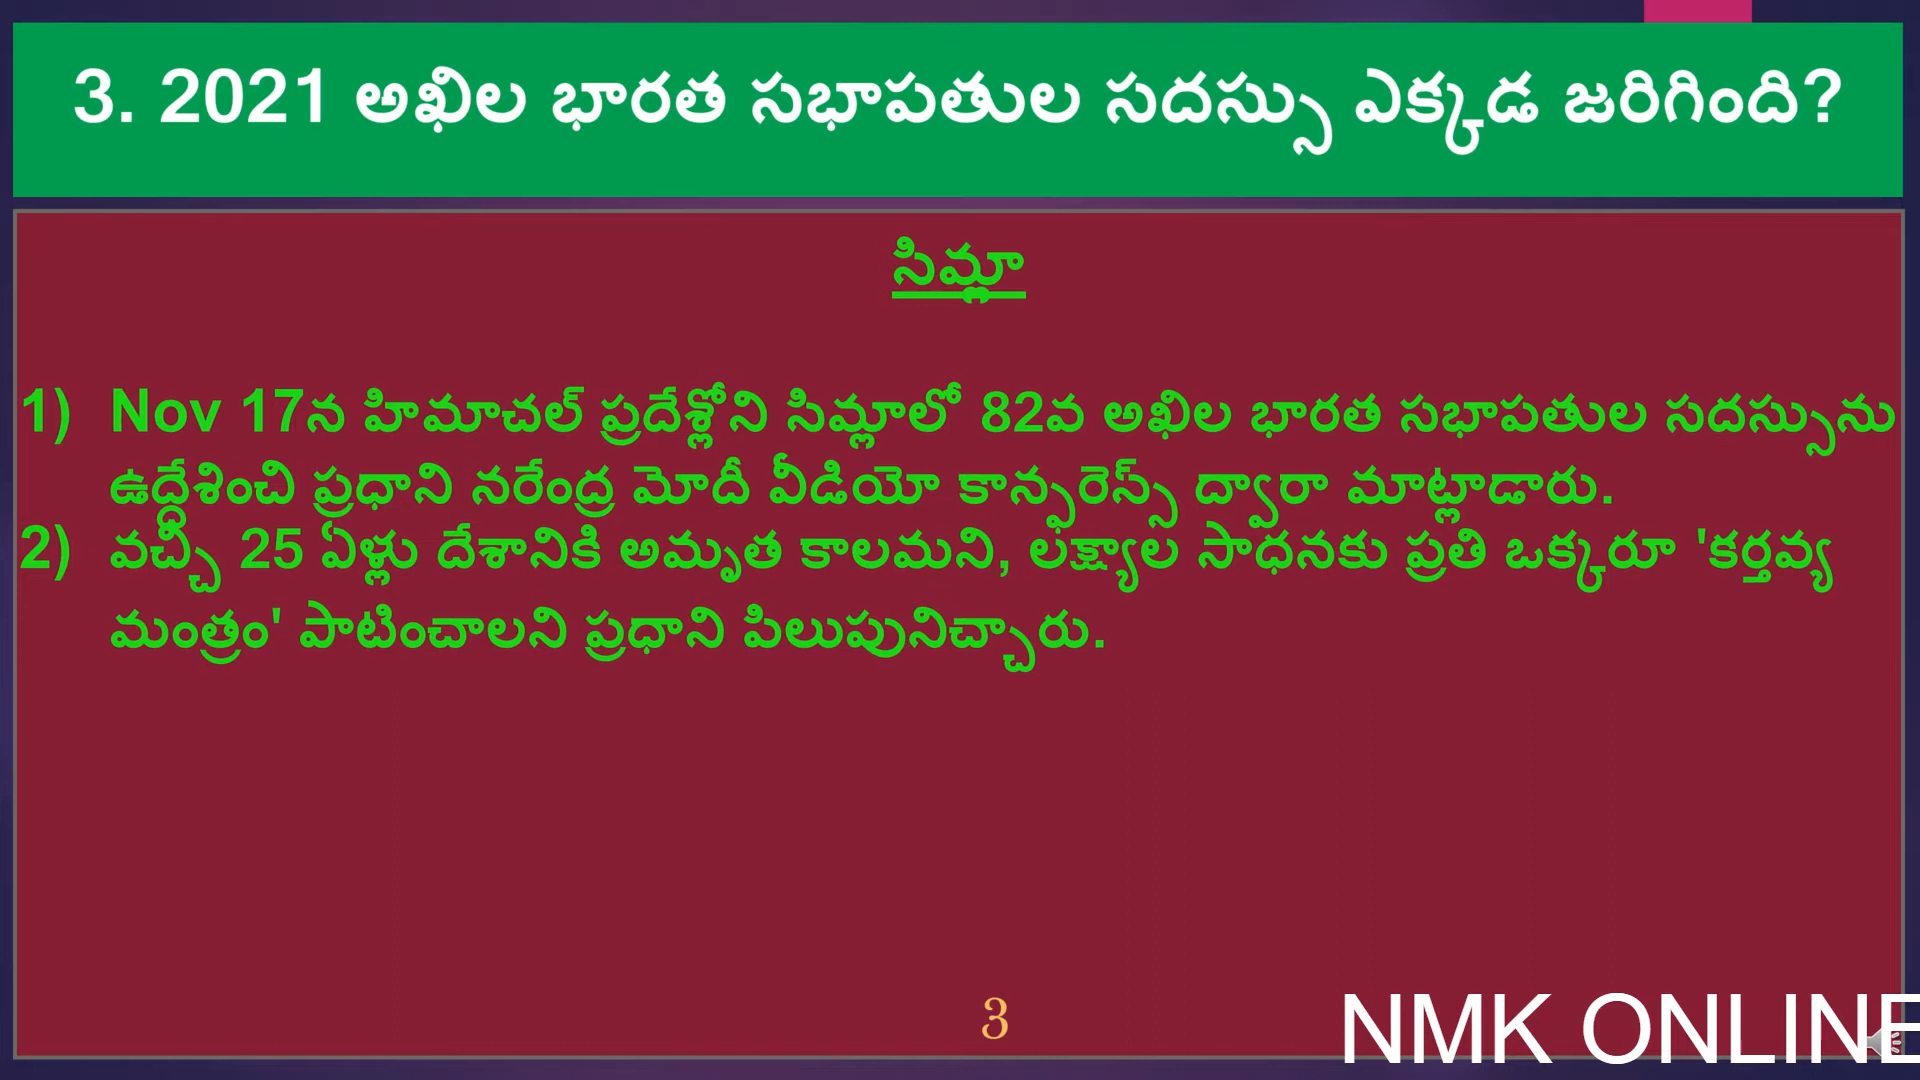 3. 2021 అఖిల భారత సభాపతుల సదస్సు ఎక్కడ జరిగింది?
సిమ్లా
1) Nov 17న హిమాచల్ ప్రదేశ్లోని సిమ్లాలో 82వ అఖిల భారత సభాపతుల సదస్సును
ఉద్దేశించి ప్రధాని నరేంద్ర మోదీ వీడియో కాన్ఫరెన్స్ ద్వారా మాట్లాడారు.
2) వచ్చే 25 ఏళ్లు దేశానికి అమృత కాలమని, లక్ష్యాల సాధనకు ప్రతి ఒక్కరూ 'కర్తవ్య
మంత్రం' పాటించాలని ప్రధాని పిలుపునిచ్చారు.
3
NMK ONLINE